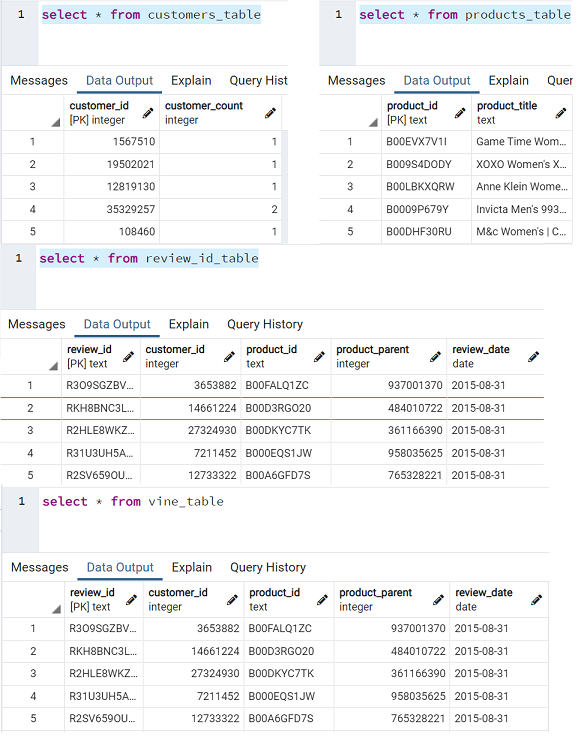 1 select * from customers_table
Messages Data Output Explain Query Hist
customer_id customer_count
[PK] integer integer
1 1567510 1
2 19502021 1
3 12819130 1
4 35329257 2
5 108460 1
1 select * from products_table
Messages Data Output Explain Que
product_id product_title
[PK] text text
1 B00EVX7V1I Game Time Wom...
2 B009S4DODY XOXO Women's X...
3 B00LBKXQRW Anne Klein Wome...
4 B0009P679Y Invicta Men's 993...
5 B00DHF30RU M&c Women's | C...
1 select * from review_id_table
Messages Data Output Explain Query History
review_id customer_id product_id product_parent review_date
[PK] text integer text integer date
1 R3O9SGZBV... 3653882 B00FALQ1ZC 937001370 2015-08-31
2 RKH8BNC3L... 14661224 B00D3RGO20 484010722 2015-08-31
3 R2HLE8WKZ... 27324930 B00DKYC7TK 361166390 2015-08-31
4 R31U3UH5A... 7211452 B000EQS1JW 958035625 2015-08-31
5 R2SV659OU... 12733322 B00A6GFD7S 765328221 2015-08-31
1 select * from vine_table
Messages Data Output Explain Query History
review_id customer_id product_id product_parent review_date
[PK] text integer text integer date
1 R3O9SGZBV... 3653882 B00FALQ1ZC 937001370 2015-08-31
2 RKH8BNC3L... 14661224 B00D3RGO20 484010722 2015-08-31
3 R2HLE8WKZ... 27324930 B00DKYC7TK 361166390 2015-08-31
4 R31U3UH5A... 7211452 B000EQS1JW 958035625 2015-08-31
5 R2SV659OU... 12733322 B00A6GFD7S 765328221 2015-08-31